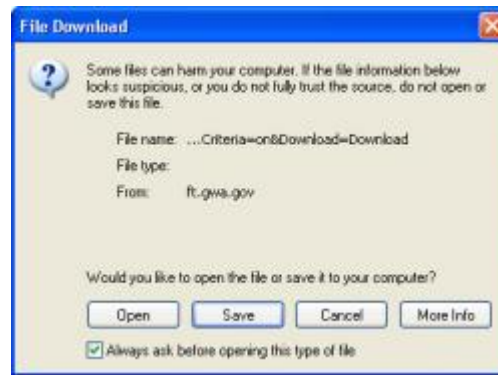 File Download
Some files can harm your computer. If the file information below
looks suspicious, or you do not fully trust the source, do not open or
save this file.
File name: ...Criteria=on&Download=Download
File type:
From: ft.gwa.gov
Would you like to open the file or save it to your computer?
Open Save Cancel More Info
Always ask before opening this type of file